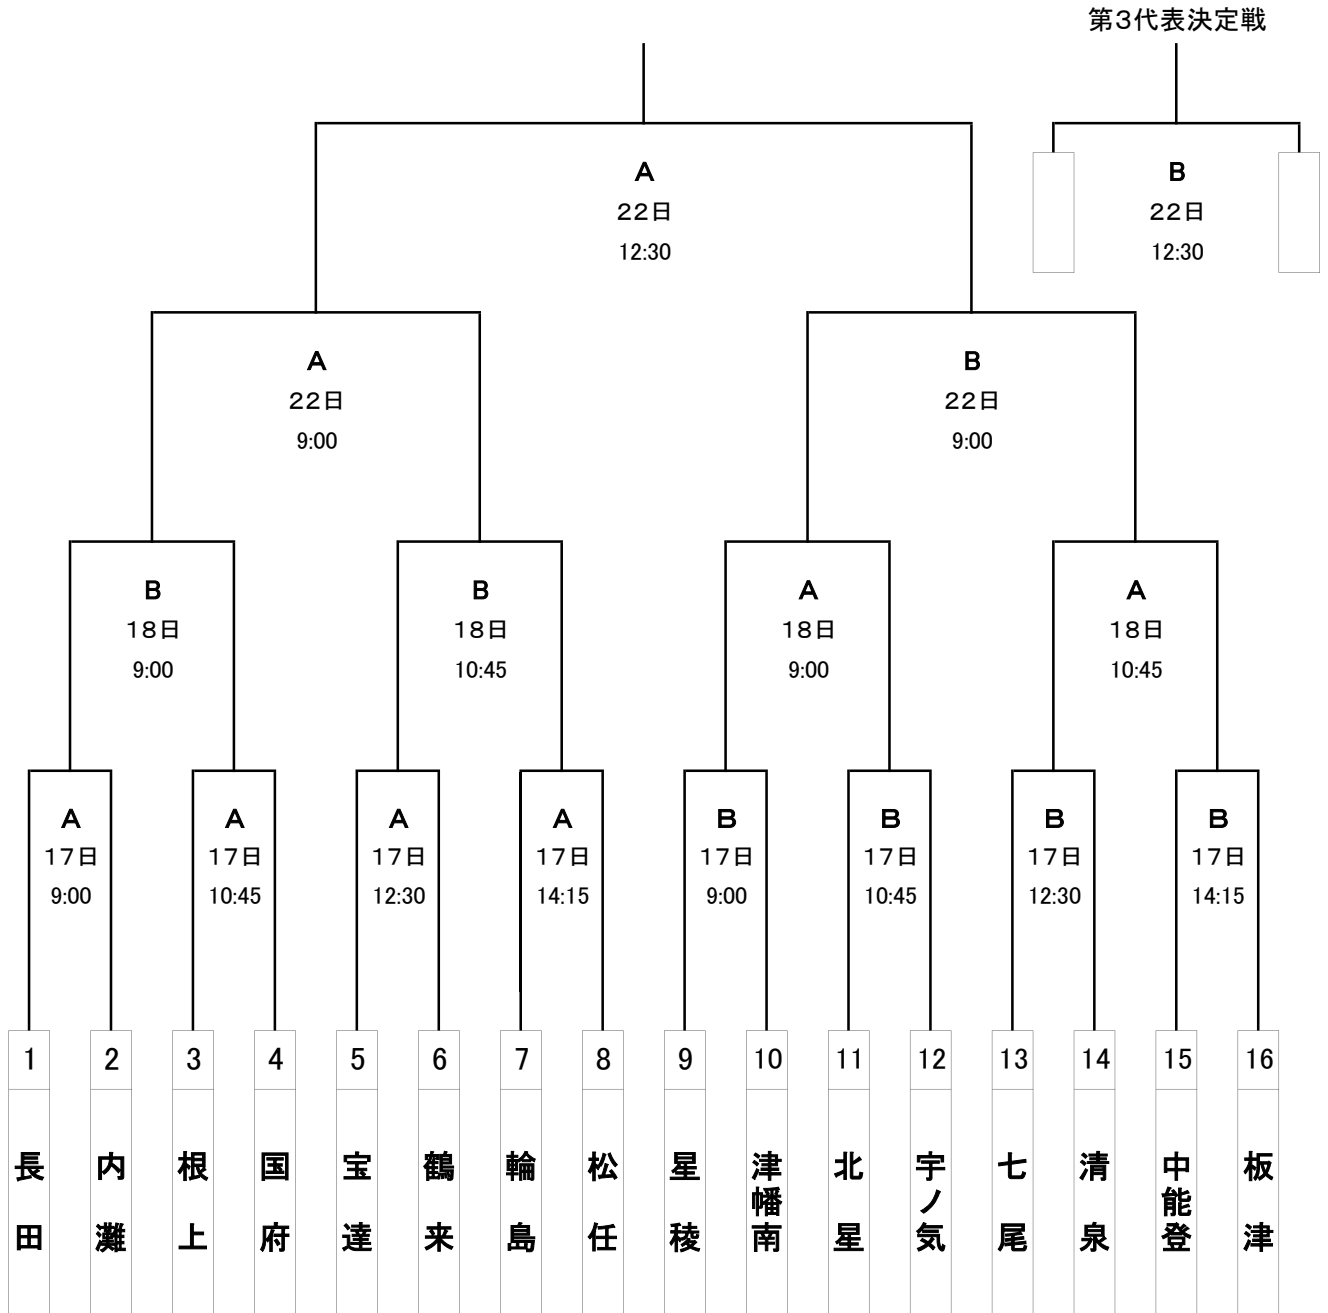 第3代表決定戦
A
22日
12:30
B
22日
12:30
A
22日
9:00
B
22日
9:00
B
18日
9:00
B
18日
10:45
A
18日
9:00
A
18日
10:45
A
17日
9:00
A
17日
10:45
A
17日
12:30
A
17日
14:15
B
17日
9:00
B
17日
10:45
B
17日
12:30
B
17日
14:15
1
2
3
4
5
6
7
8
9
10
11
12
13
14
15
16
長田
内灘
根上
国府
宝達
鶴来
輪島
松任
星稜
津幡南
北星
宇ノ気
七尾
清泉
中能登
板津